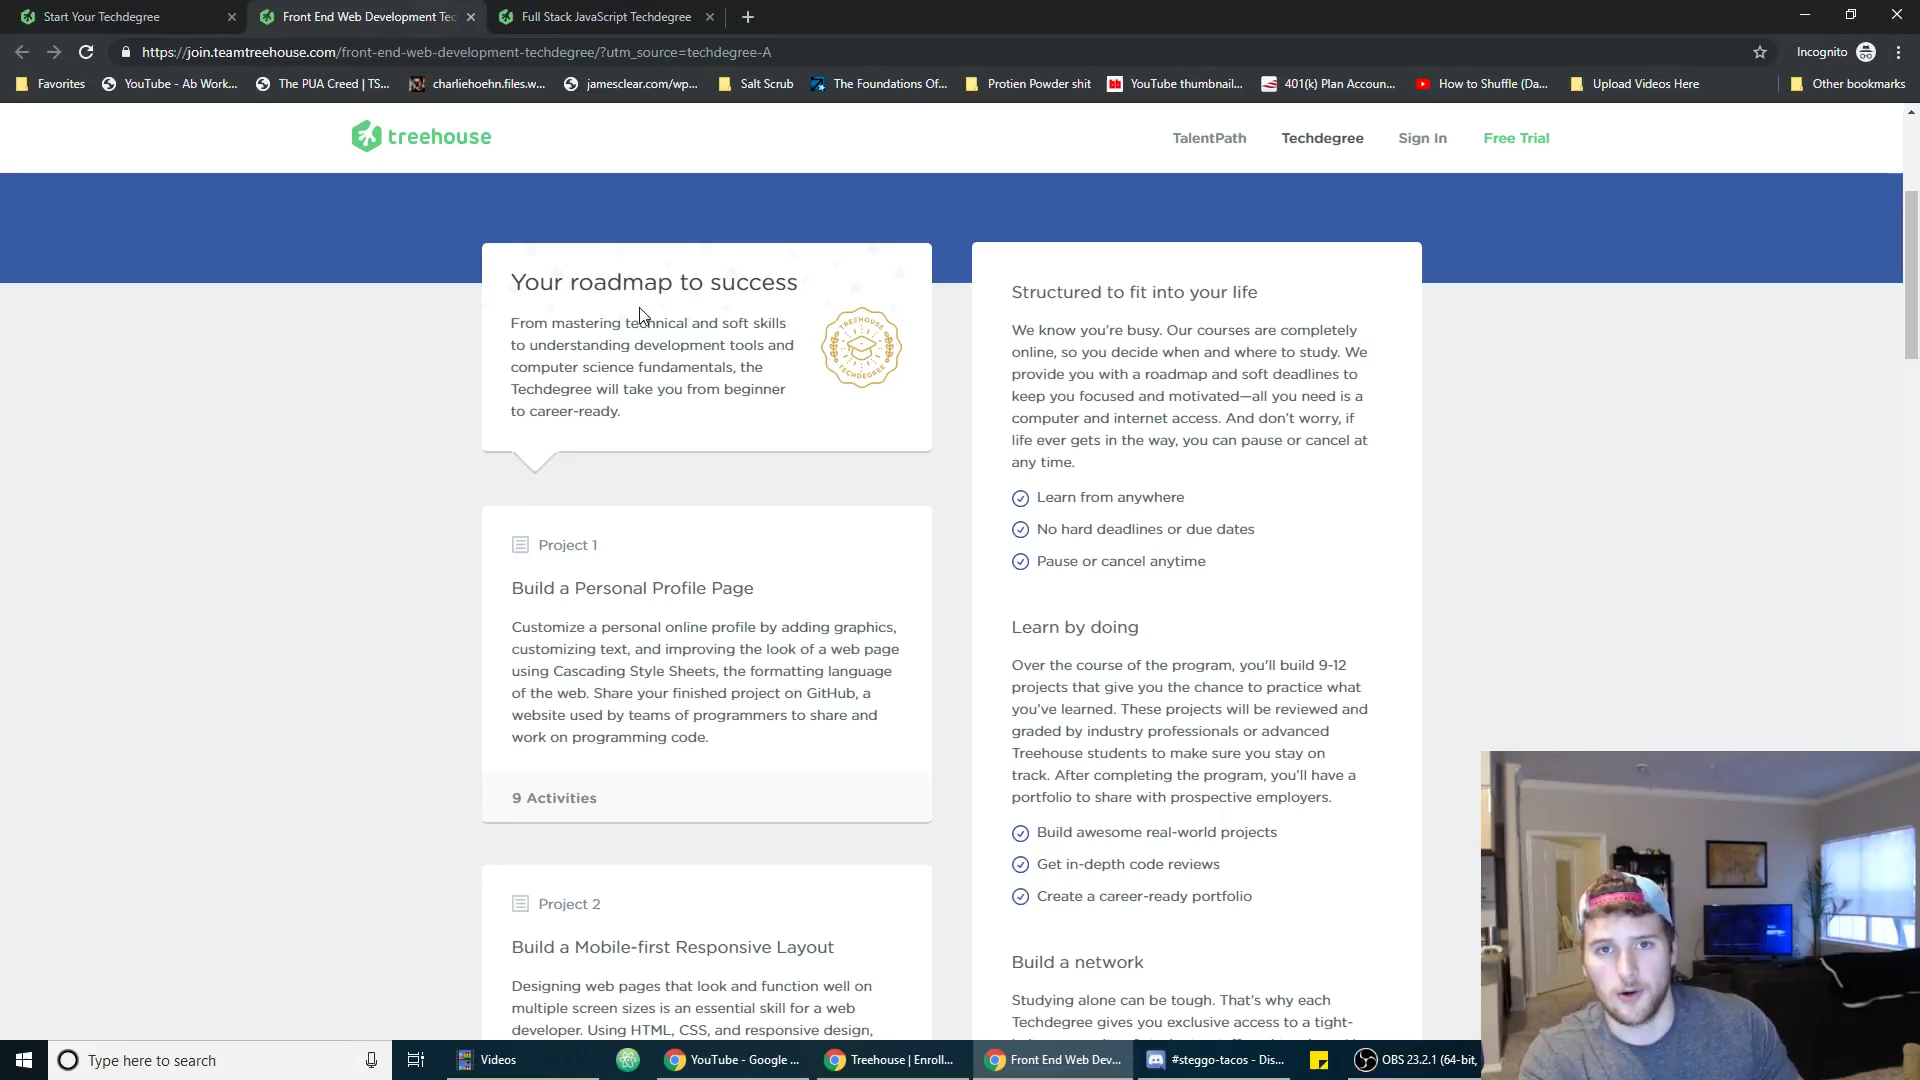 Start Your Techdegree
Front End Web Development Tec
Full Stack JavaScript Techdegree
https://join.teamtreehouse.com/front-end-web-development-techdegree/?utm_source=techdegree-A
Incognito
Favorites
YouTube - Ab Work...
The PUA Creed | TS...
charliehoehn.files.w...
jamesclear.com/wp...
Salt Scrub
The Foundations Of...
Protien Powder shit
YouTube thumbnail...
401(k) Plan Accoun...
How to Shuffle (Da...
Upload Videos Here
Other bookmarks
treehouse
TalentPath
Techdegree
Sign In
Free Trial
Your roadmap to success
From mastering technical and soft skills
to understanding development tools and
computer science fundamentals, the
Techdegree will take you from beginner
to career-ready.
TREEHOUSE
TECHDEGREE
Project 1
Build a Personal Profile Page
Customize a personal online profile by adding graphics,
customizing text, and improving the look of a web page
using Cascading Style Sheets, the formatting language
of the web. Share your finished project on GitHub, a
website used by teams of programmers to share and
work on programming code.
9 Activities
Project 2
Build a Mobile-first Responsive Layout
Designing web pages that look and function well on
multiple screen sizes is an essential skill for a web
developer. Using HTML, CSS, and responsive design,
Structured to fit into your life
We know you're busy. Our courses are completely
online, so you decide when and where to study. We
provide you with a roadmap and soft deadlines to
keep you focused and motivated—all you need is a
computer and internet access. And don't worry, if
life ever gets in the way, you can pause or cancel at
any time.
Learn from anywhere
No hard deadlines or due dates
Pause or cancel anytime
Learn by doing
Over the course of the program, you'll build 9-12
projects that give you the chance to practice what
you've learned. These projects will be reviewed and
graded by industry professionals or advanced
Treehouse students to make sure you stay on
track. After completing the program, you'll have a
portfolio to share with prospective employers.
Build awesome real-world projects
Get in-depth code reviews
Create a career-ready portfolio
Build a network
Studying alone can be tough. That's why each
Techdegree gives you exclusive access to a tight-
Type here to search
Videos
YouTube - Google ...
Treehouse | Enroll...
Front End Web Dev...
#steggo-tacos - Dis...
OBS 23.2.1 (64-bit,